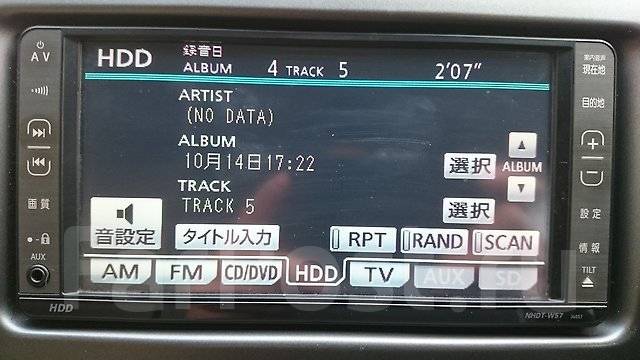 HDD 録音日
ALBUM 4 TRACK 5 2'07"
ARTIST
(NO DATA)
ALBUM
10月14日17:22
選択 ALBUM
TRACK
TRACK 5
選択
音設定 タイトル入力 RPT RAND SCAN
AM FM CD/DVD HDD TV AUX SD
AV
画質
AUX
案内音声
現在地
目的地
+
−
設定
情報
TILT
HDD
NHDT-W57
FarPost.ru